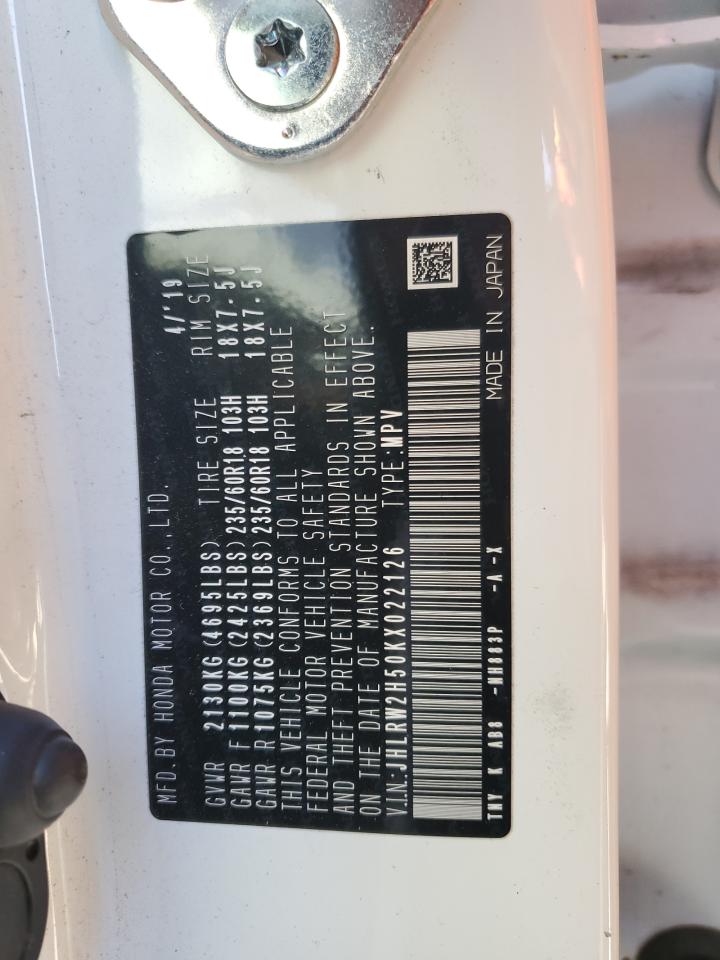 MFD. BY HONDA MOTOR CO., LTD. 4/'19
GVWR 2130KG (4695LBS) TIRE SIZE RIM SIZE
GAWR F 1100KG (2425LBS) 235/60R18 103H 18X7.5J
GAWR R 1075KG (2369LBS) 235/60R18 103H 18X7.5J
THIS VEHICLE CONFORMS TO ALL APPLICABLE
FEDERAL MOTOR VEHICLE SAFETY
AND THEFT PREVENTION STANDARDS IN EFFECT
ON THE DATE OF MANUFACTURE SHOWN ABOVE.
V.I.N.:JHLRW2H50KX022126 TYPE:MPV
TNY K AB8 -NH883P -A -X MADE IN JAPAN